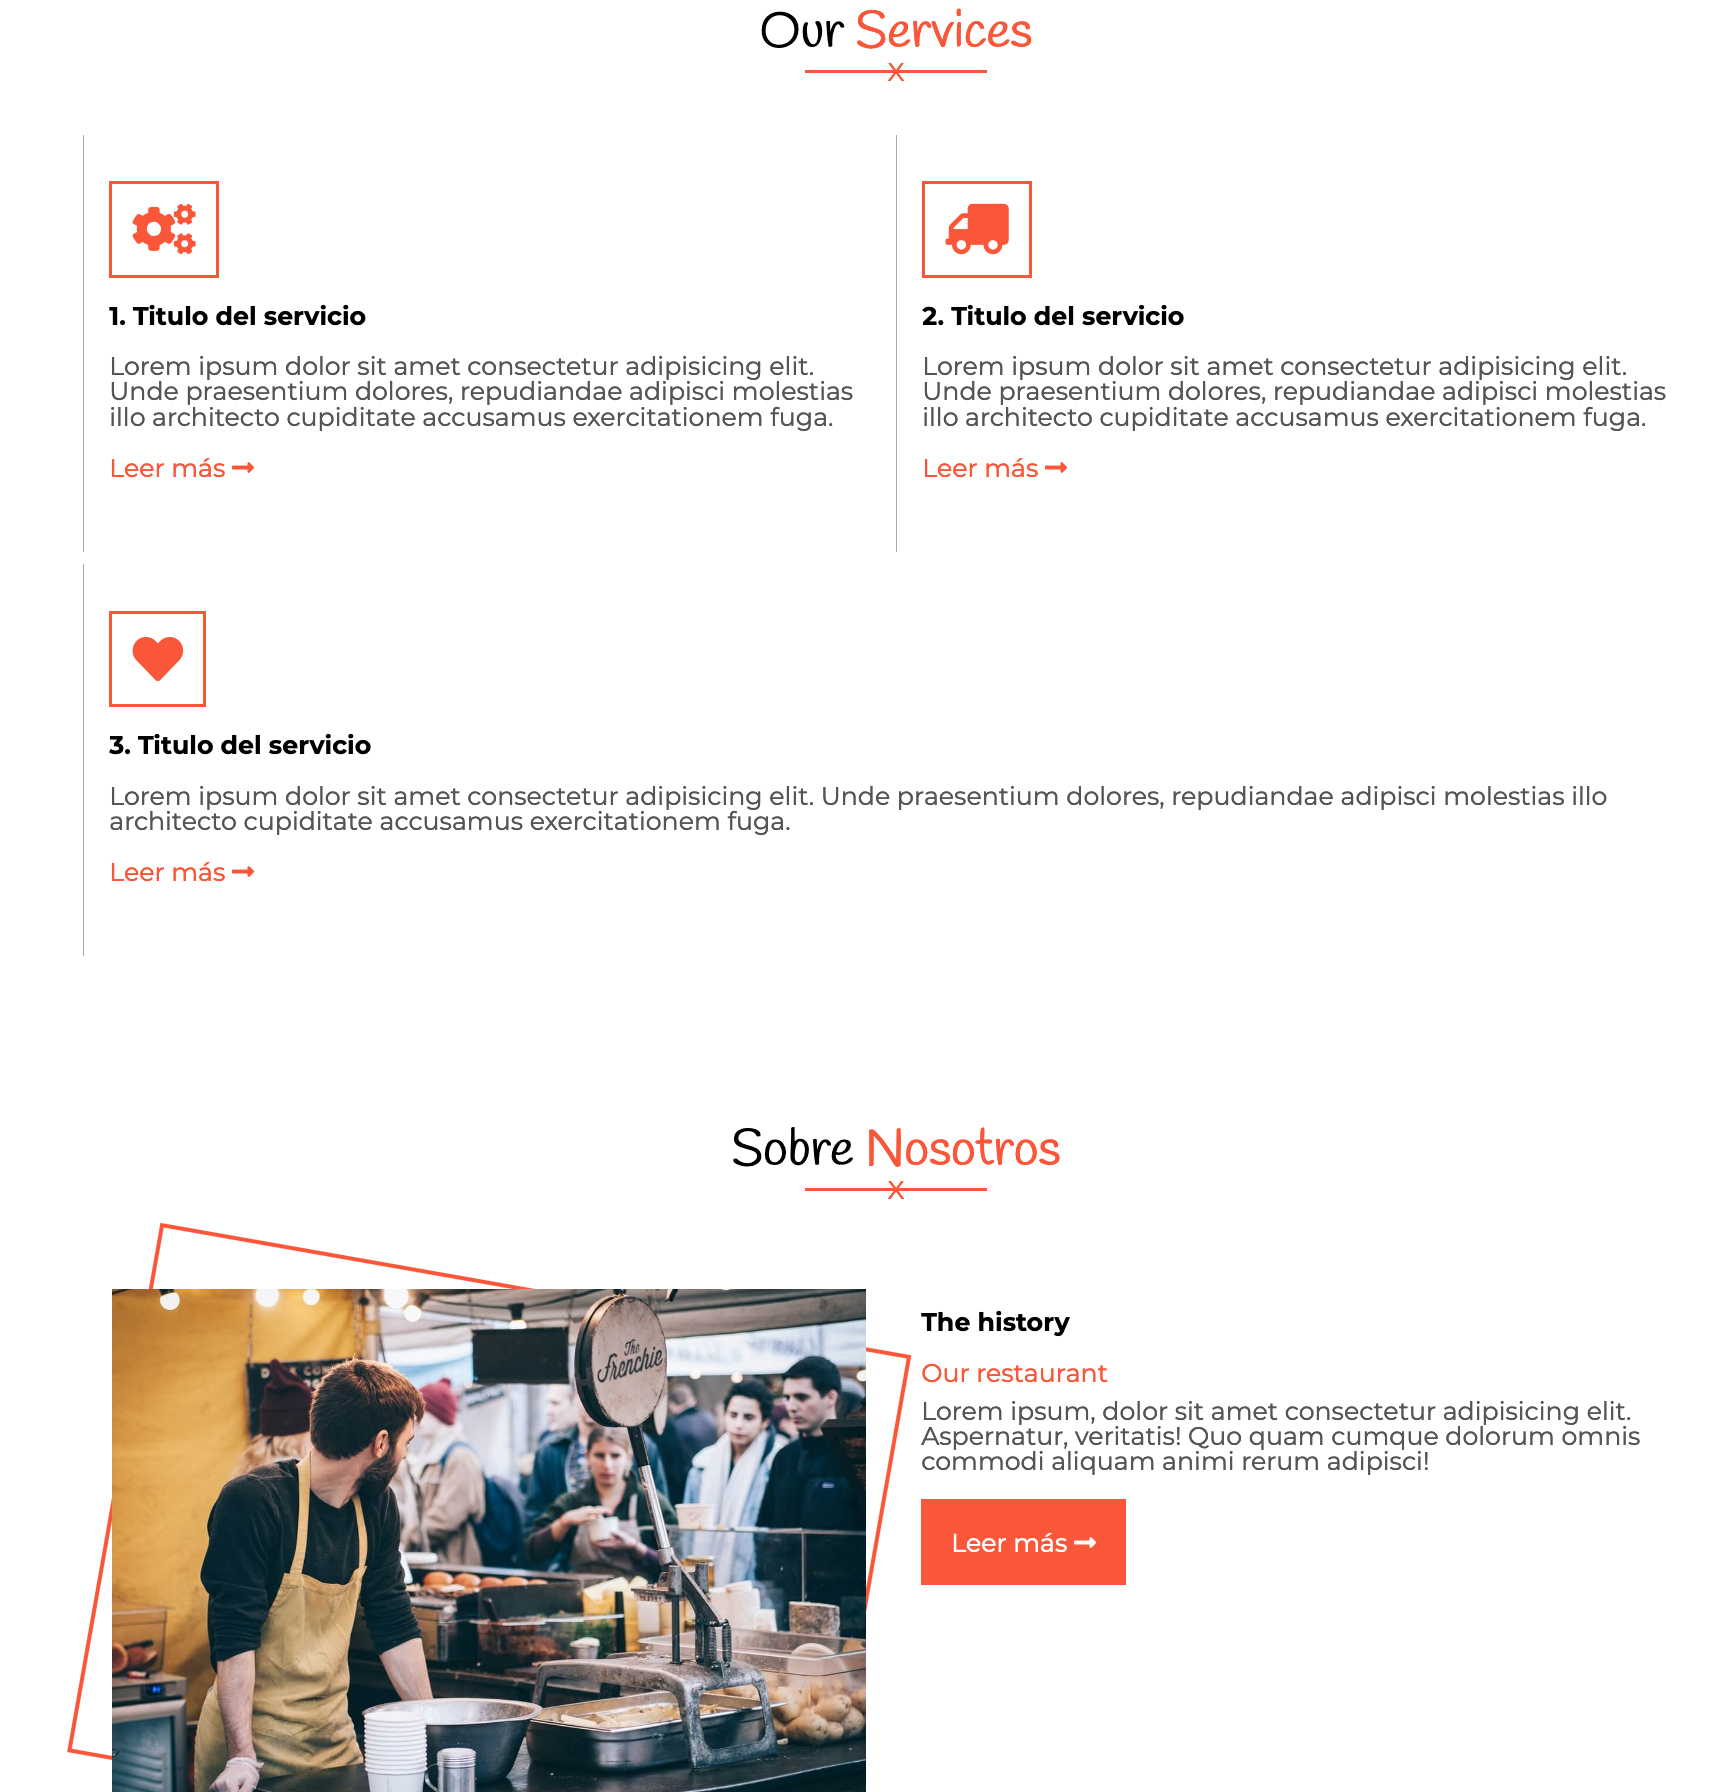 Our Services
X
1. Titulo del servicio
Lorem ipsum dolor sit amet consectetur adipisicing elit.
Unde praesentium dolores, repudiandae adipisci molestias
illo architecto cupiditate accusamus exercitationem fuga.
Leer más
2. Titulo del servicio
Lorem ipsum dolor sit amet consectetur adipisicing elit.
Unde praesentium dolores, repudiandae adipisci molestias
illo architecto cupiditate accusamus exercitationem fuga.
Leer más
3. Titulo del servicio
Lorem ipsum dolor sit amet consectetur adipisicing elit. Unde praesentium dolores, repudiandae adipisci molestias illo
architecto cupiditate accusamus exercitationem fuga.
Leer más
Sobre Nosotros
X
The
Frenchie
The history
Our restaurant
Lorem ipsum, dolor sit amet consectetur adipisicing elit.
Aspernatur, veritatis! Quo quam cumque dolorum omnis
commodi aliquam animi rerum adipisci!
Leer más